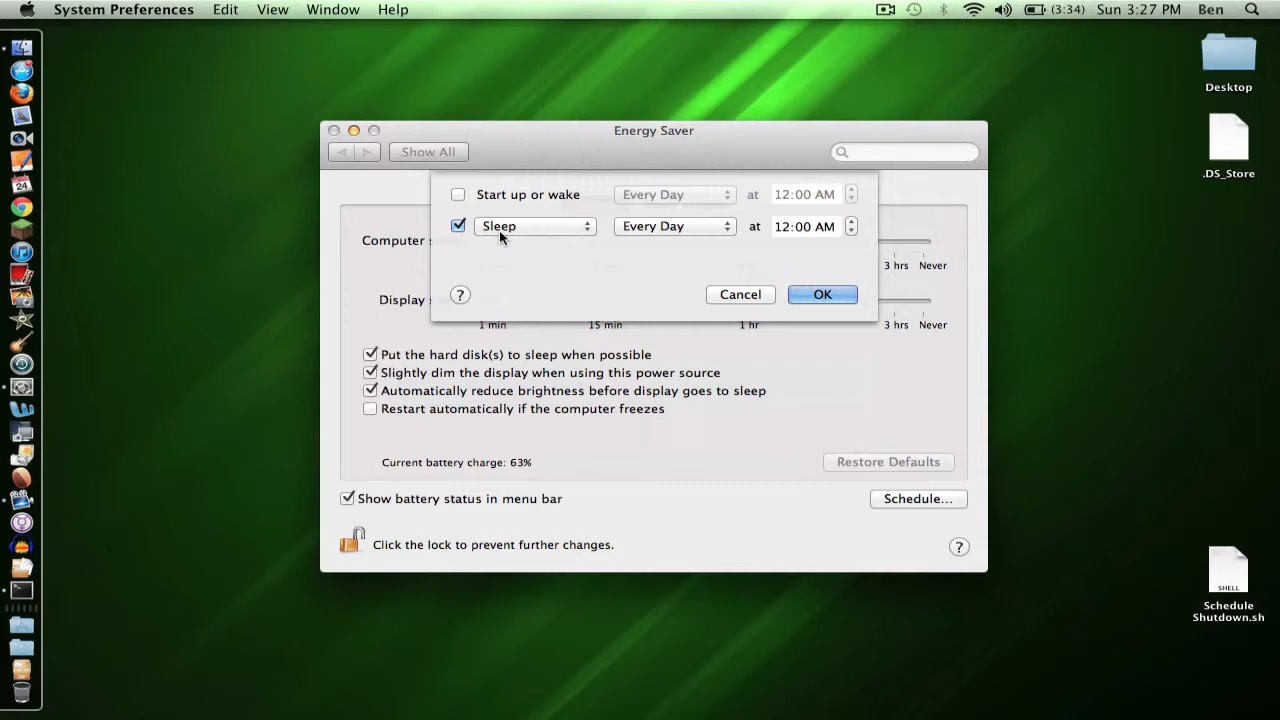 System Preferences Edit View Window Help (3:34) Sun 3:27 PM Ben
Desktop
.DS_Store
Energy Saver
Show All
Start up or wake Every Day at 12:00 AM
Sleep Every Day at 12:00 AM
Computer s
3 hrs Never
? Cancel OK
Display s
1 min 15 min 1 hr 3 hrs Never
Put the hard disk(s) to sleep when possible
Slightly dim the display when using this power source
Automatically reduce brightness before display goes to sleep
Restart automatically if the computer freezes
Current battery charge: 63% Restore Defaults
Show battery status in menu bar Schedule...
Click the lock to prevent further changes. ?
24
SHELL
Schedule
Shutdown.sh